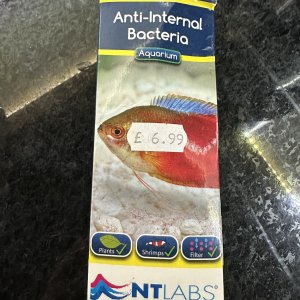 Anti-Internal
Bacteria
Aquarium
£ 6.99
Plants
Shrimps
Filter
NTLABS®